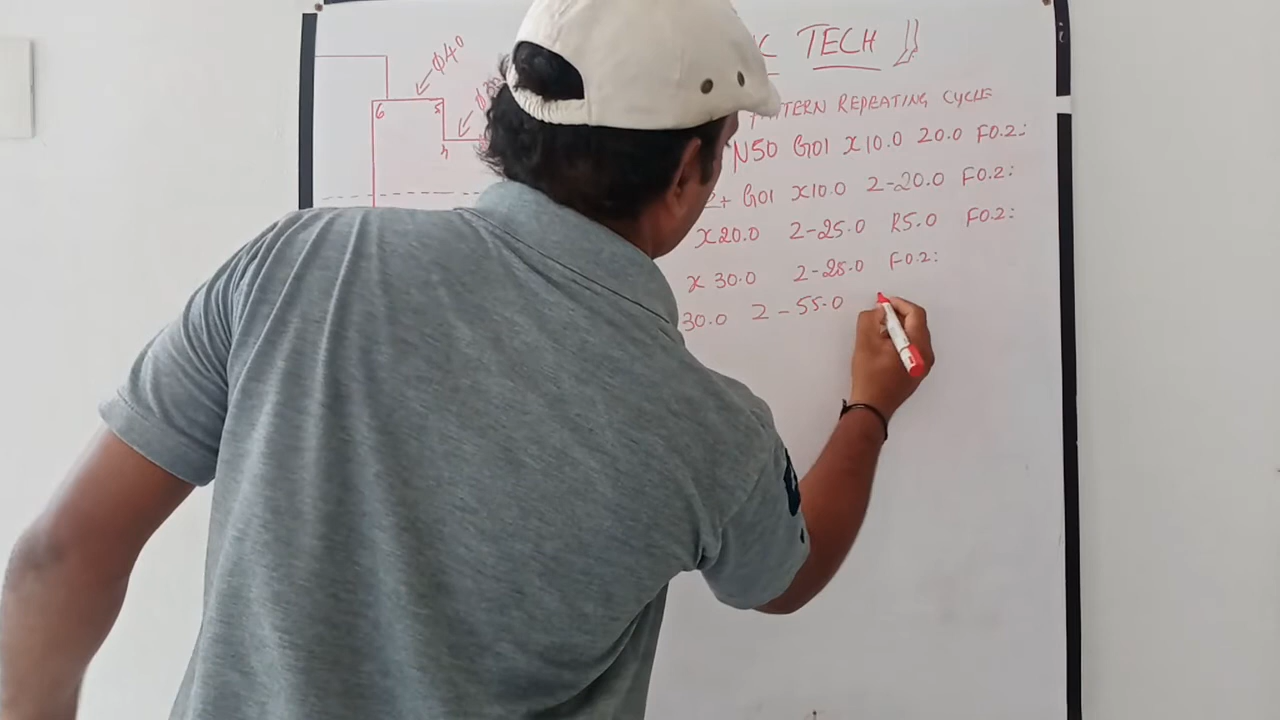 TECH
PATTERN REPEATING CYCLE
N50 G01 X10.0 Z0.0 F0.2:
G01 X10.0 Z-20.0 F0.2:
X20.0 Z-25.0 R5.0 F0.2:
X30.0 Z-25.0 F0.2:
30.0 Z-55.0
Ø40
6
5
4